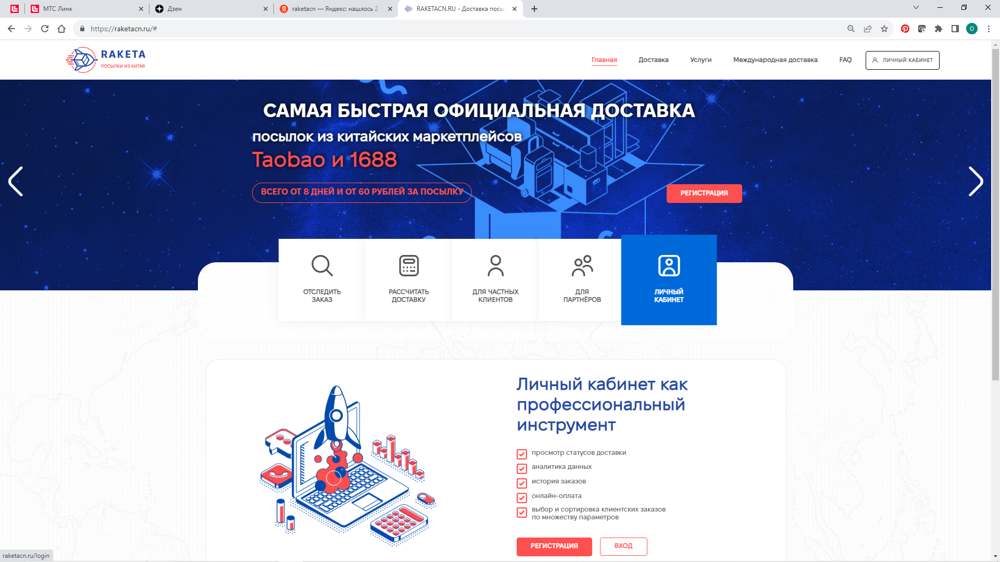 МТС Линк
Дзен
raketacn — Яндекс: нашлось 2
RAKETACN.RU - Доставка посы
https://raketacn.ru/#
O
RAKETA
ПОСЫЛКИ ИЗ КИТАЯ
Главная
Доставка
Услуги
Международная доставка
FAQ
ЛИЧНЫЙ КАБИНЕТ
САМАЯ БЫСТРАЯ ОФИЦИАЛЬНАЯ ДОСТАВКА
посылок из китайских маркетплейсов
Taobao и 1688
ВСЕГО ОТ 8 ДНЕЙ И ОТ 60 РУБЛЕЙ ЗА ПОСЫЛКУ
РЕГИСТРАЦИЯ
ОТСЛЕДИТЬ
ЗАКАЗ
РАССЧИТАТЬ
ДОСТАВКУ
ДЛЯ ЧАСТНЫХ
КЛИЕНТОВ
ДЛЯ
ПАРТНЁРОВ
ЛИЧНЫЙ
КАБИНЕТ
Личный кабинет как
профессиональный
инструмент
просмотр статусов доставки
аналитика данных
история заказов
онлайн-оплата
выбор и сортировка клиентских заказов
по множеству параметров
РЕГИСТРАЦИЯ
ВХОД
raketacn.ru/login